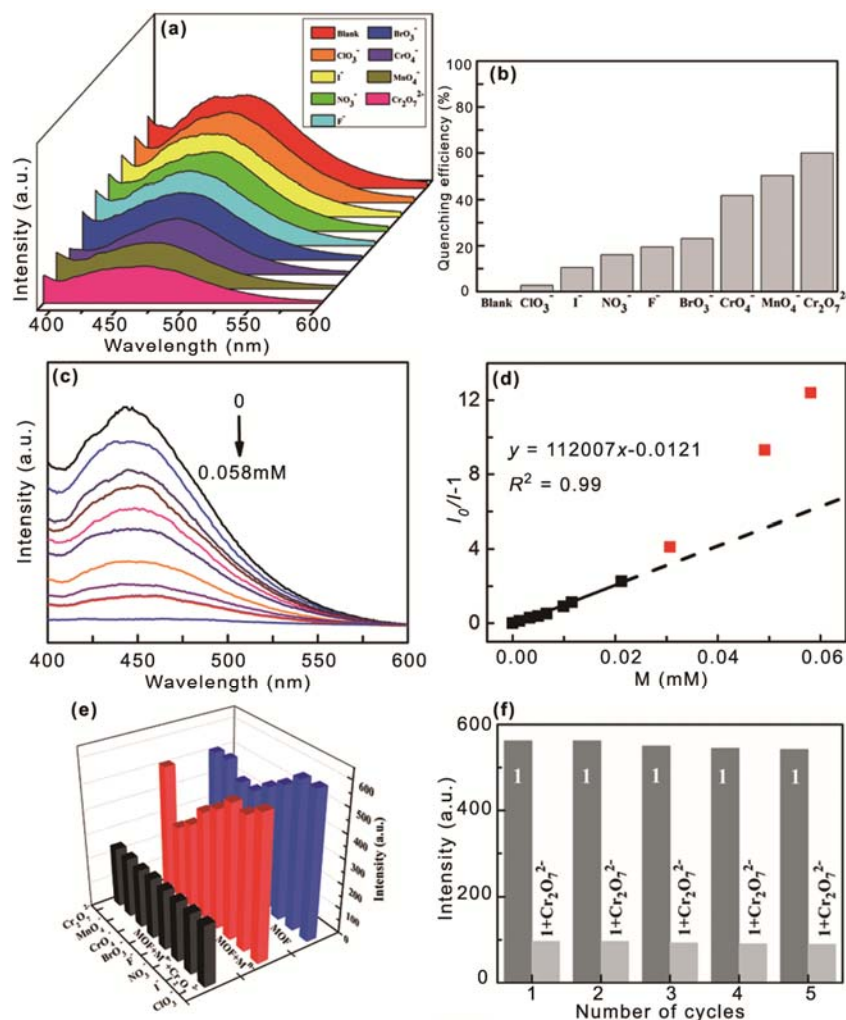 (a)
Blank BrO₃⁻
ClO₃⁻ CrO₄⁻
I⁻ MnO₄⁻
NO₃⁻ Cr₂O₇²⁻
F⁻
Intensity (a.u.)
400 450 500 550 600
Wavelength (nm)
(b)
Quenching efficiency (%)
100
80
60
40
20
0
Blank ClO₃⁻ I⁻ NO₃⁻ F⁻ BrO₃⁻ CrO₄⁻ MnO₄⁻ Cr₂O₇²⁻
(c)
0
0.058mM
Intensity (a.u.)
400 450 500 550 600
Wavelength (nm)
(d)
12
8
4
0
I₀/I-1
y = 112007x-0.0121
R² = 0.99
0.00 0.02 0.04 0.06
M (mM)
(e)
600
500
400
300
200
100
0
Intensity (a.u.)
MOF
ClO₃⁻
(f)
600
400
200
0
Intensity (a.u.)
1 1 1 1 1
1+Cr₂O₇²⁻ 1+Cr₂O₇²⁻ 1+Cr₂O₇²⁻ 1+Cr₂O₇²⁻ 1+Cr₂O₇²⁻
1 2 3 4 5
Number of cycles